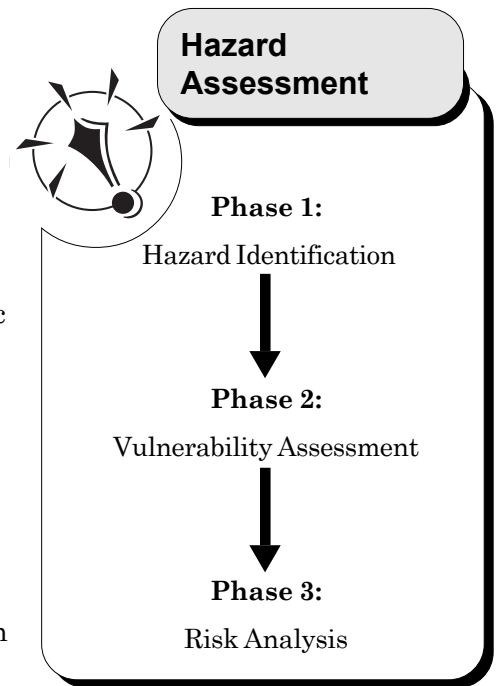 Hazard
Assessment
Phase 1:
Hazard Identification
c
Phase 2:
Vulnerability Assessment
Phase 3:
Risk Analysis